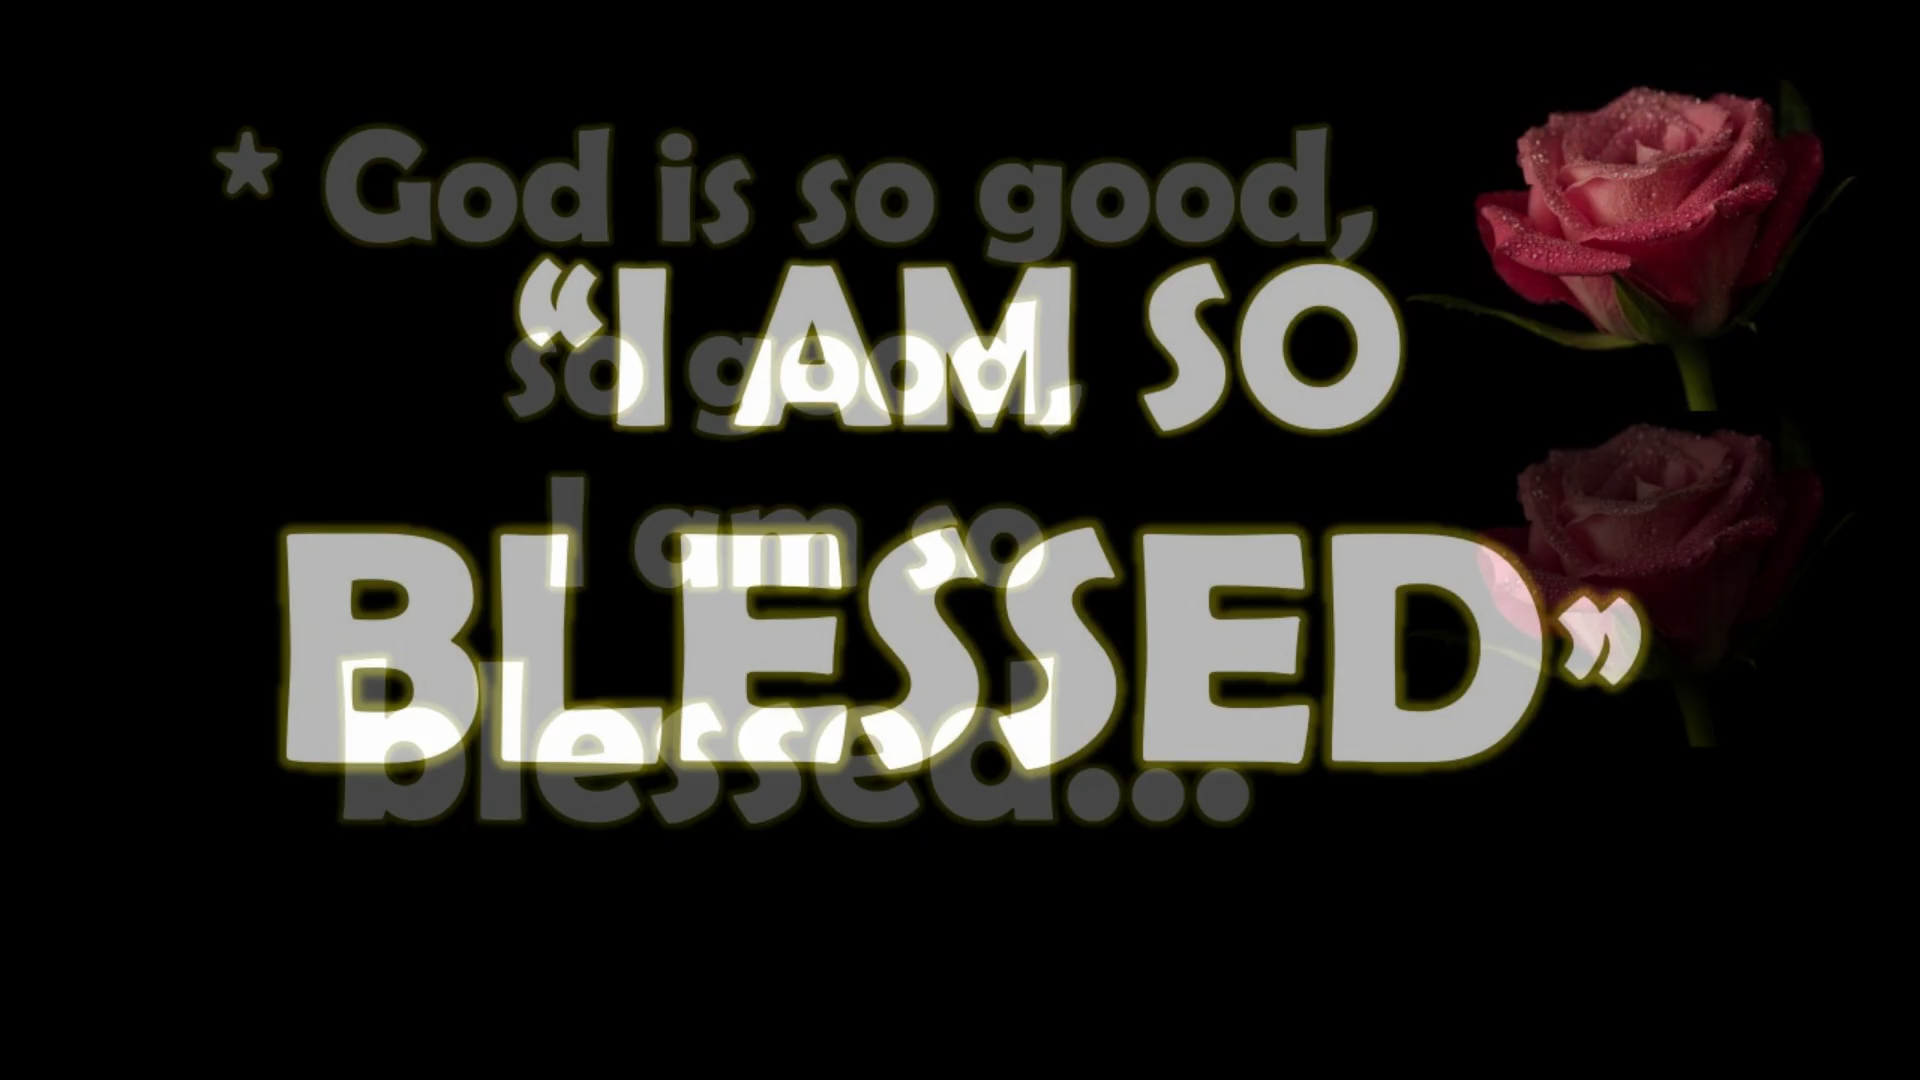 * God is so good,
“I AM SO
so good,
I am so
BLESSED”
blessed...